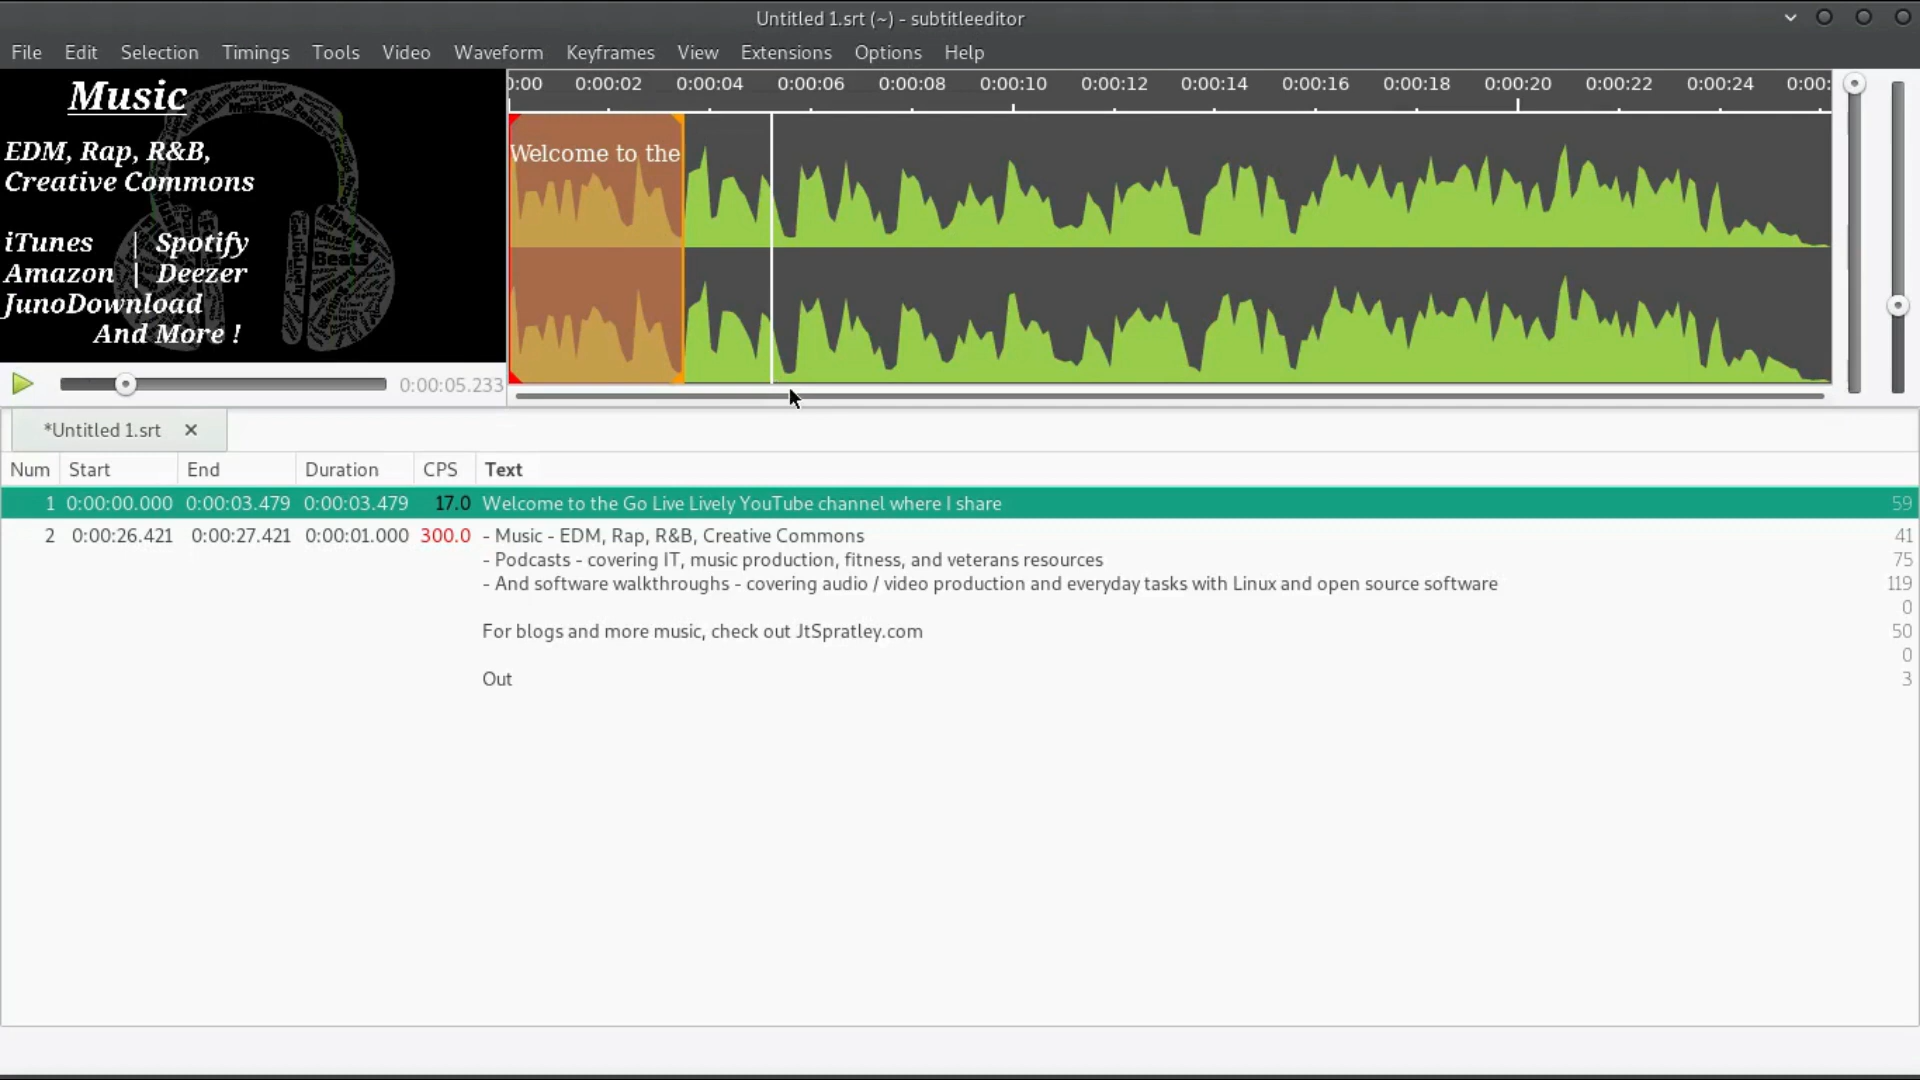 Untitled 1.srt (~) - subtitleeditor
File Edit Selection Timings Tools Video Waveform Keyframes View Extensions Options Help
Music
EDM, Rap, R&B,
Creative Commons
iTunes | Spotify
Amazon | Deezer
JunoDownload
And More !
Beats
0:00:05.233
0:00 0:00:02 0:00:04 0:00:06 0:00:08 0:00:10 0:00:12 0:00:14 0:00:16 0:00:18 0:00:20 0:00:22 0:00:24 0:00:
Welcome to the
*Untitled 1.srt
Num Start End Duration CPS Text
1 0:00:00.000 0:00:03.479 0:00:03.479 17.0 Welcome to the Go Live Lively YouTube channel where I share 59
2 0:00:26.421 0:00:27.421 0:00:01.000 300.0 - Music - EDM, Rap, R&B, Creative Commons 41
- Podcasts - covering IT, music production, fitness, and veterans resources 75
- And software walkthroughs - covering audio / video production and everyday tasks with Linux and open source software 119
0
For blogs and more music, check out JtSpratley.com 50
0
Out 3